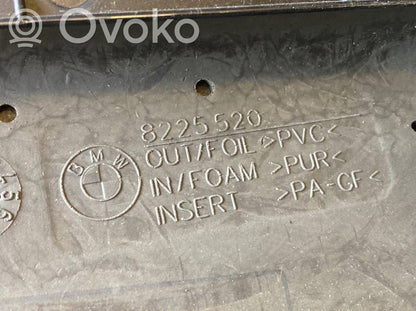 Ovoko
8225520
OUT/FOIL >PVC<
BMW
IN/FOAM >PUR<
INSERT >PA-GF<